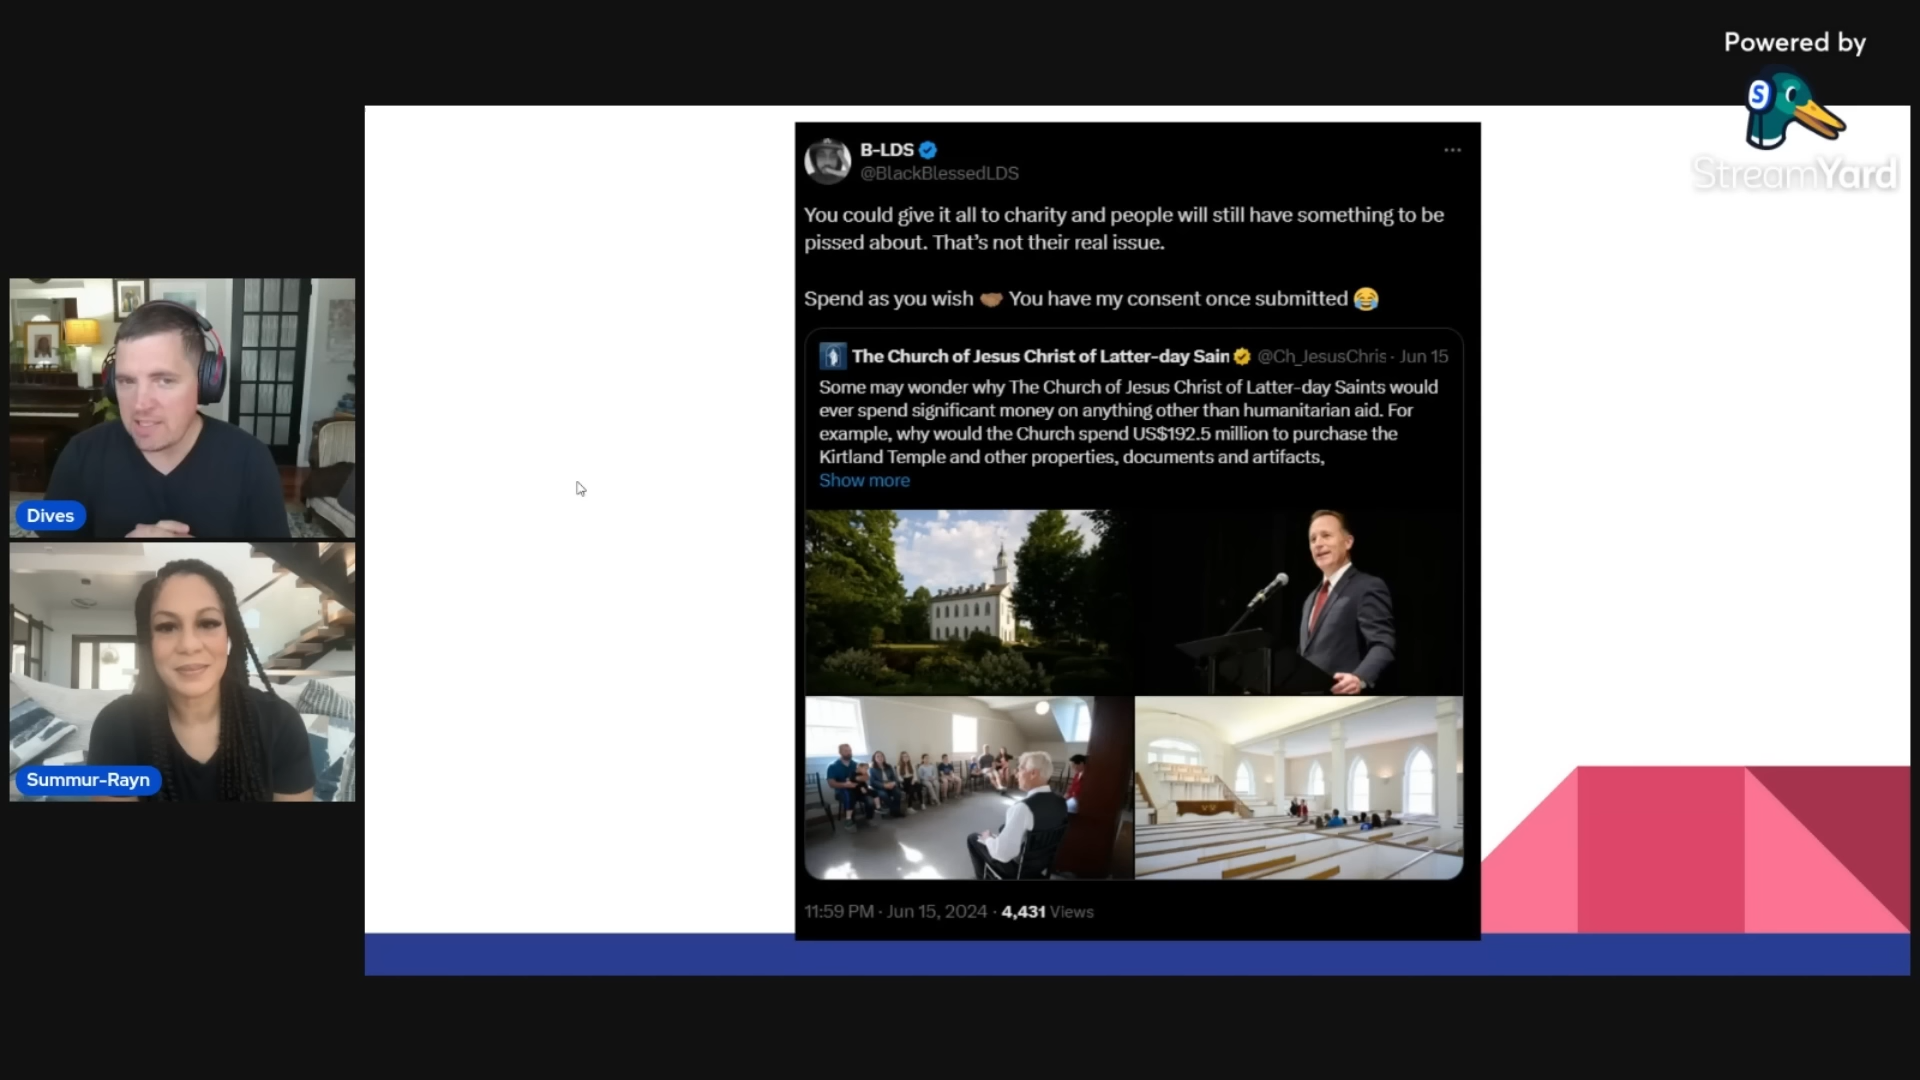 Powered by
StreamYard
B-LDS
@BlackBlessedLDS
You could give it all to charity and people will still have something to be
pissed about. That's not their real issue.
Spend as you wish 🤝🏽 You have my consent once submitted 😂
The Church of Jesus Christ of Latter-day Sain @Ch_JesusChris · Jun 15
Some may wonder why The Church of Jesus Christ of Latter-day Saints would
ever spend significant money on anything other than humanitarian aid. For
example, why would the Church spend US$192.5 million to purchase the
Kirtland Temple and other properties, documents and artifacts,
Show more
11:59 PM · Jun 15, 2024 · 4,431 Views
Dives
Summur-Rayn